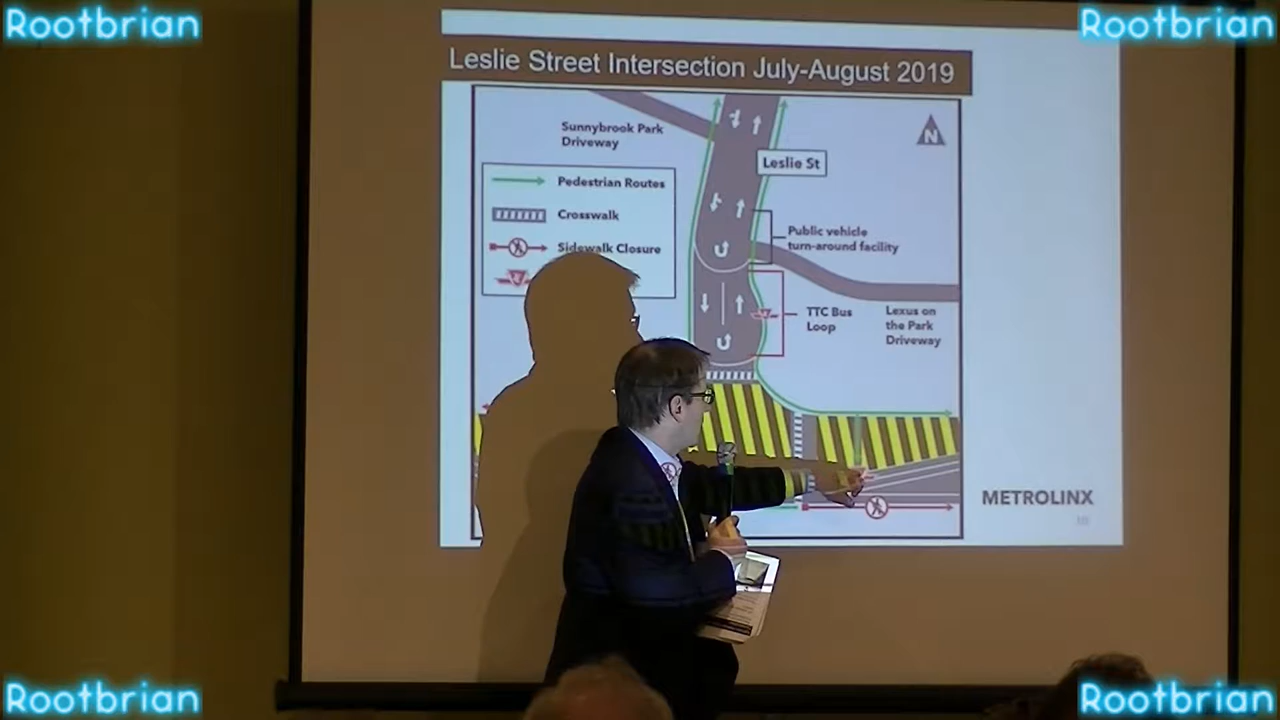 Rootbrian
Rootbrian
Leslie Street Intersection July-August 2019
Sunnybrook Park
Driveway
N
Leslie St
Pedestrian Routes
Crosswalk
Sidewalk Closure
Public vehicle
turn-around facility
TTC Bus
Loop
Lexus on
the Park
Driveway
METROLINX
Rootbrian
Rootbrian